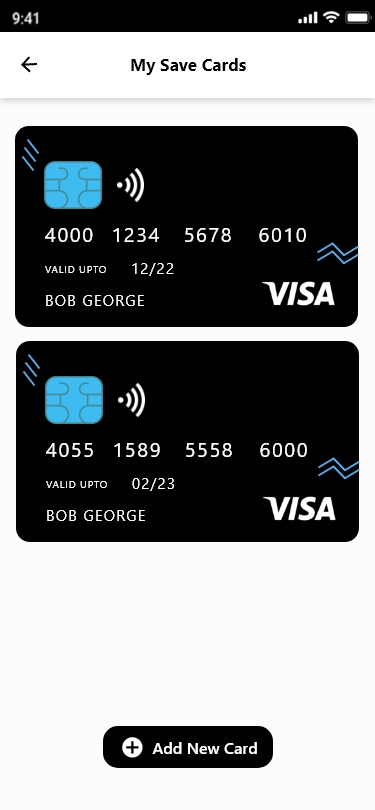 9:41
My Save Cards
4000 1234 5678 6010
VALID UPTO 12/22
BOB GEORGE
VISA
4055 1589 5558 6000
VALID UPTO 02/23
BOB GEORGE
VISA
Add New Card